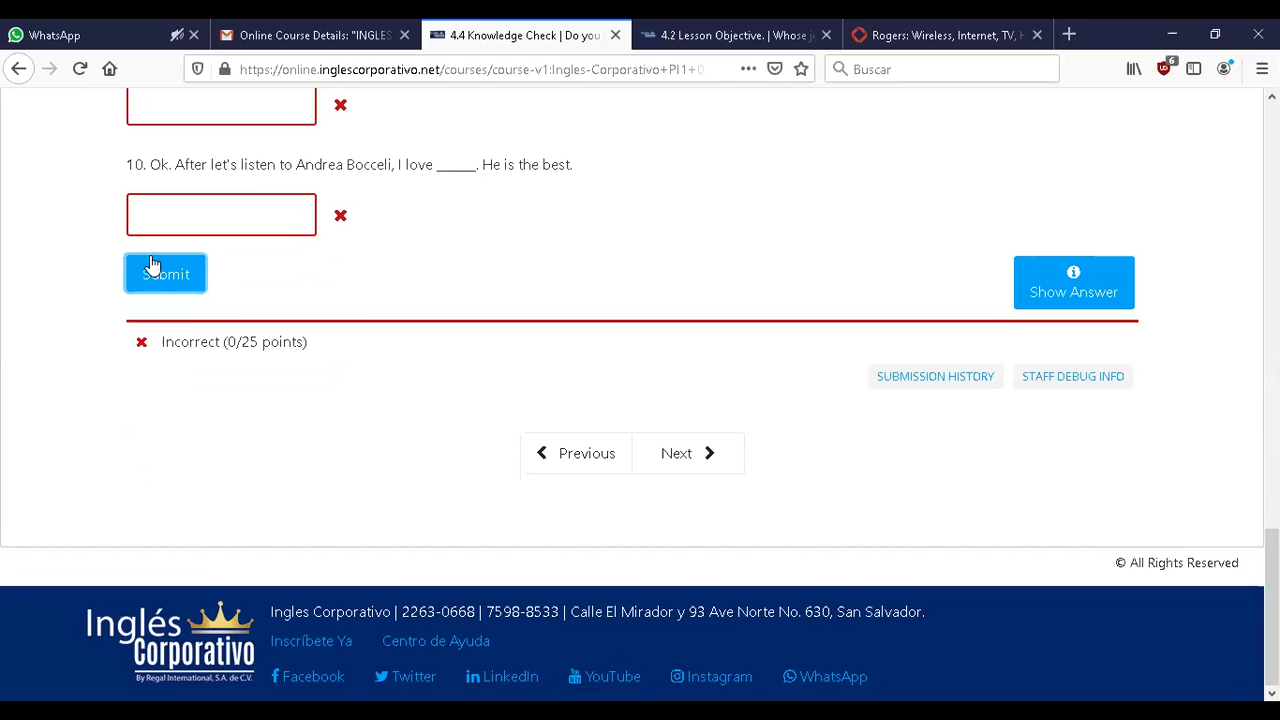 WhatsApp
Online Course Details: "INGLES
4.4 Knowledge Check | Do you
4.2 Lesson Objective. | Whose j
Rogers: Wireless, Internet, TV, H
https://online.inglescorporativo.net/courses/course-v1:Ingles-Corporativo+PI1+0
Buscar
6
10. Ok. After let's listen to Andrea Bocceli, I love ______. He is the best.
Submit
Show Answer
Incorrect (0/25 points)
SUBMISSION HISTORY
STAFF DEBUG INFO
Previous
Next
© All Rights Reserved
Inglés
Corporativo
By Regal International, S.A. de C.V.
Ingles Corporativo | 2263-0668 | 7598-8533 | Calle El Mirador y 93 Ave Norte No. 630, San Salvador.
Inscríbete Ya
Centro de Ayuda
Facebook
Twitter
LinkedIn
YouTube
Instagram
WhatsApp